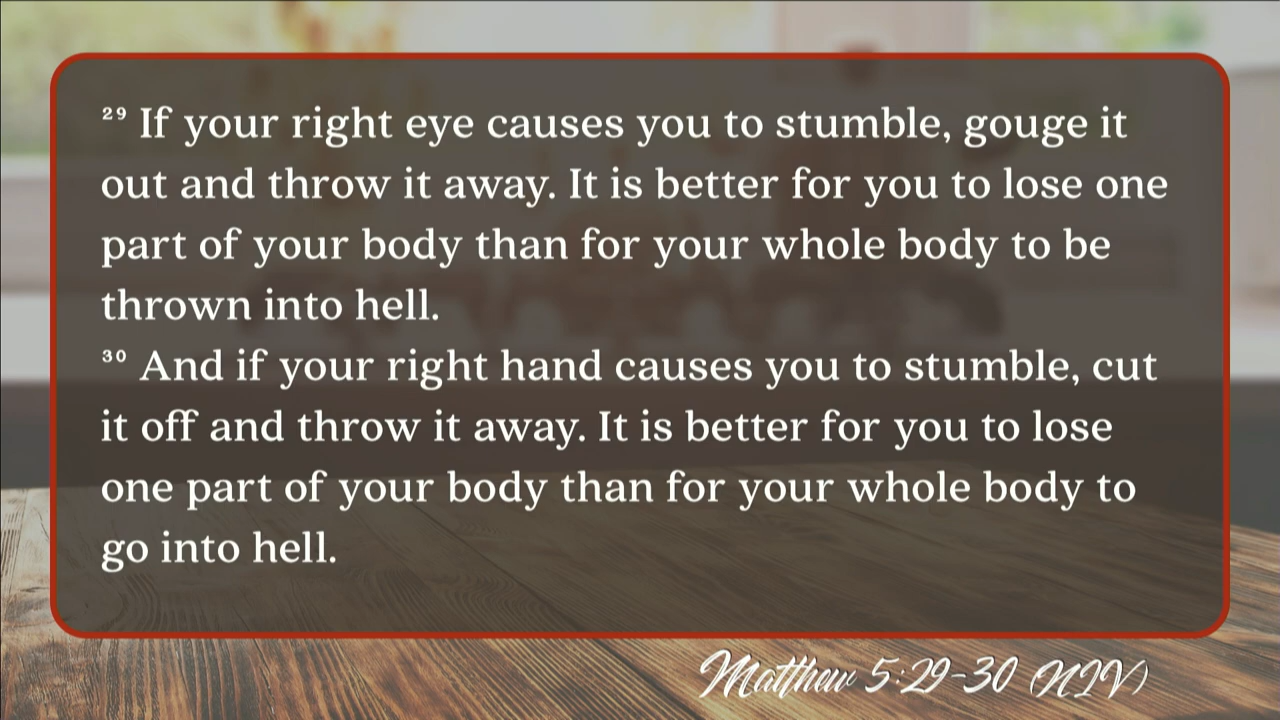 ²⁹ If your right eye causes you to stumble, gouge it
out and throw it away. It is better for you to lose one
part of your body than for your whole body to be
thrown into hell.
³⁰ And if your right hand causes you to stumble, cut
it off and throw it away. It is better for you to lose
one part of your body than for your whole body to
go into hell.
Matthew 5:29-30 (NIV)